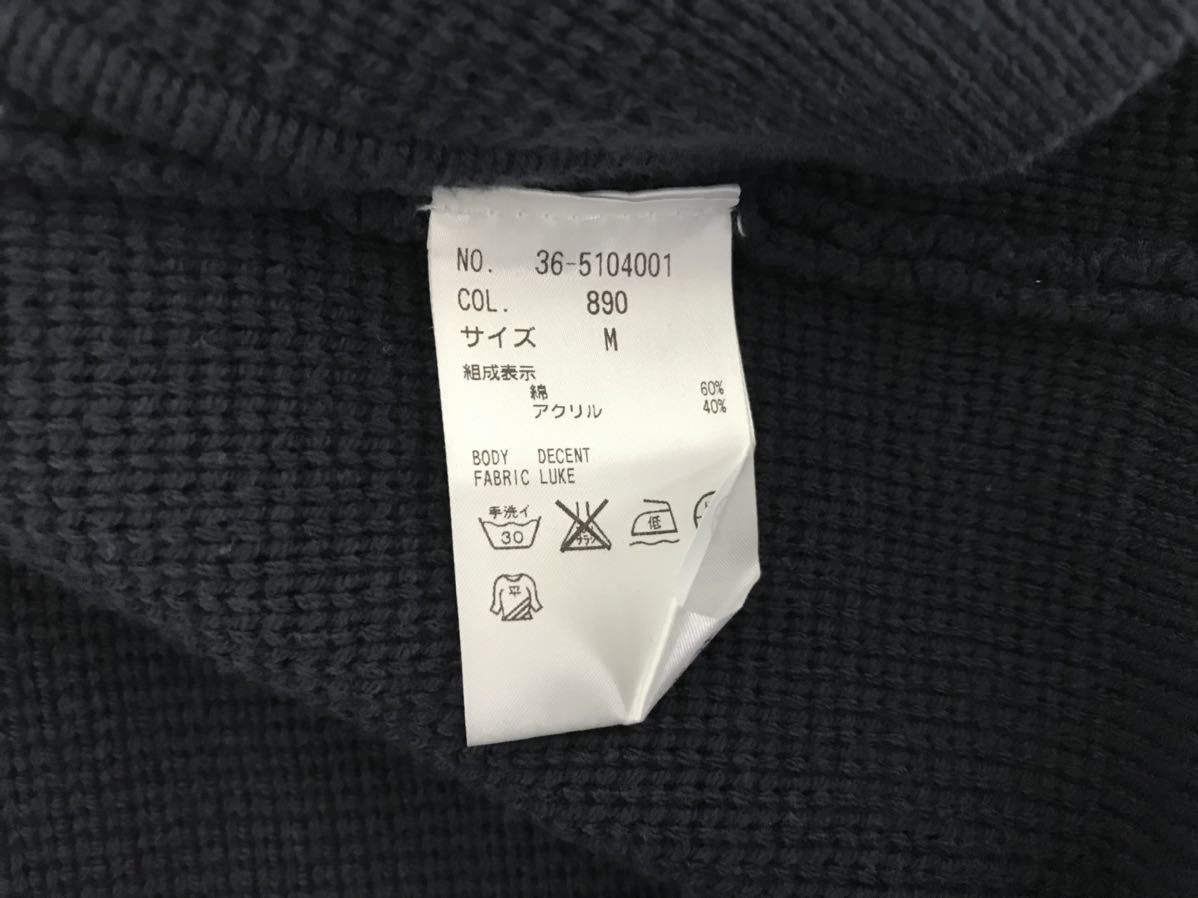 NO. 36-5104001
COL. 890
サイズ M
組成表示
綿 60%
アクリル 40%
BODY DECENT
FABRIC LUKE
手洗イ
30
低
平